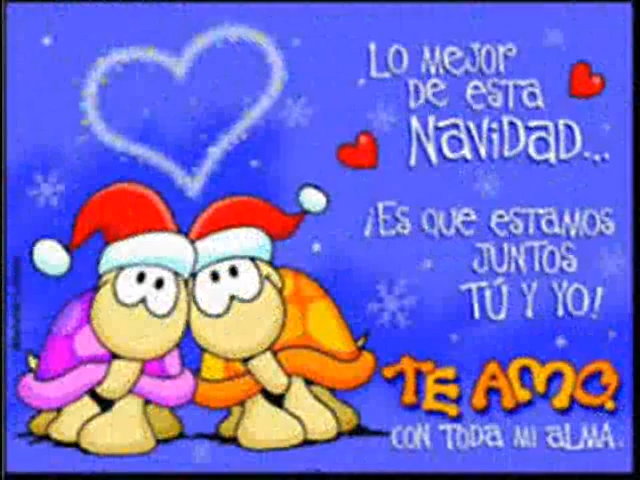 Lo mejor
de esta
Navidad...
¡Es que estamos
juntos
tú y yo!
TE AMO
con toda mi alma.